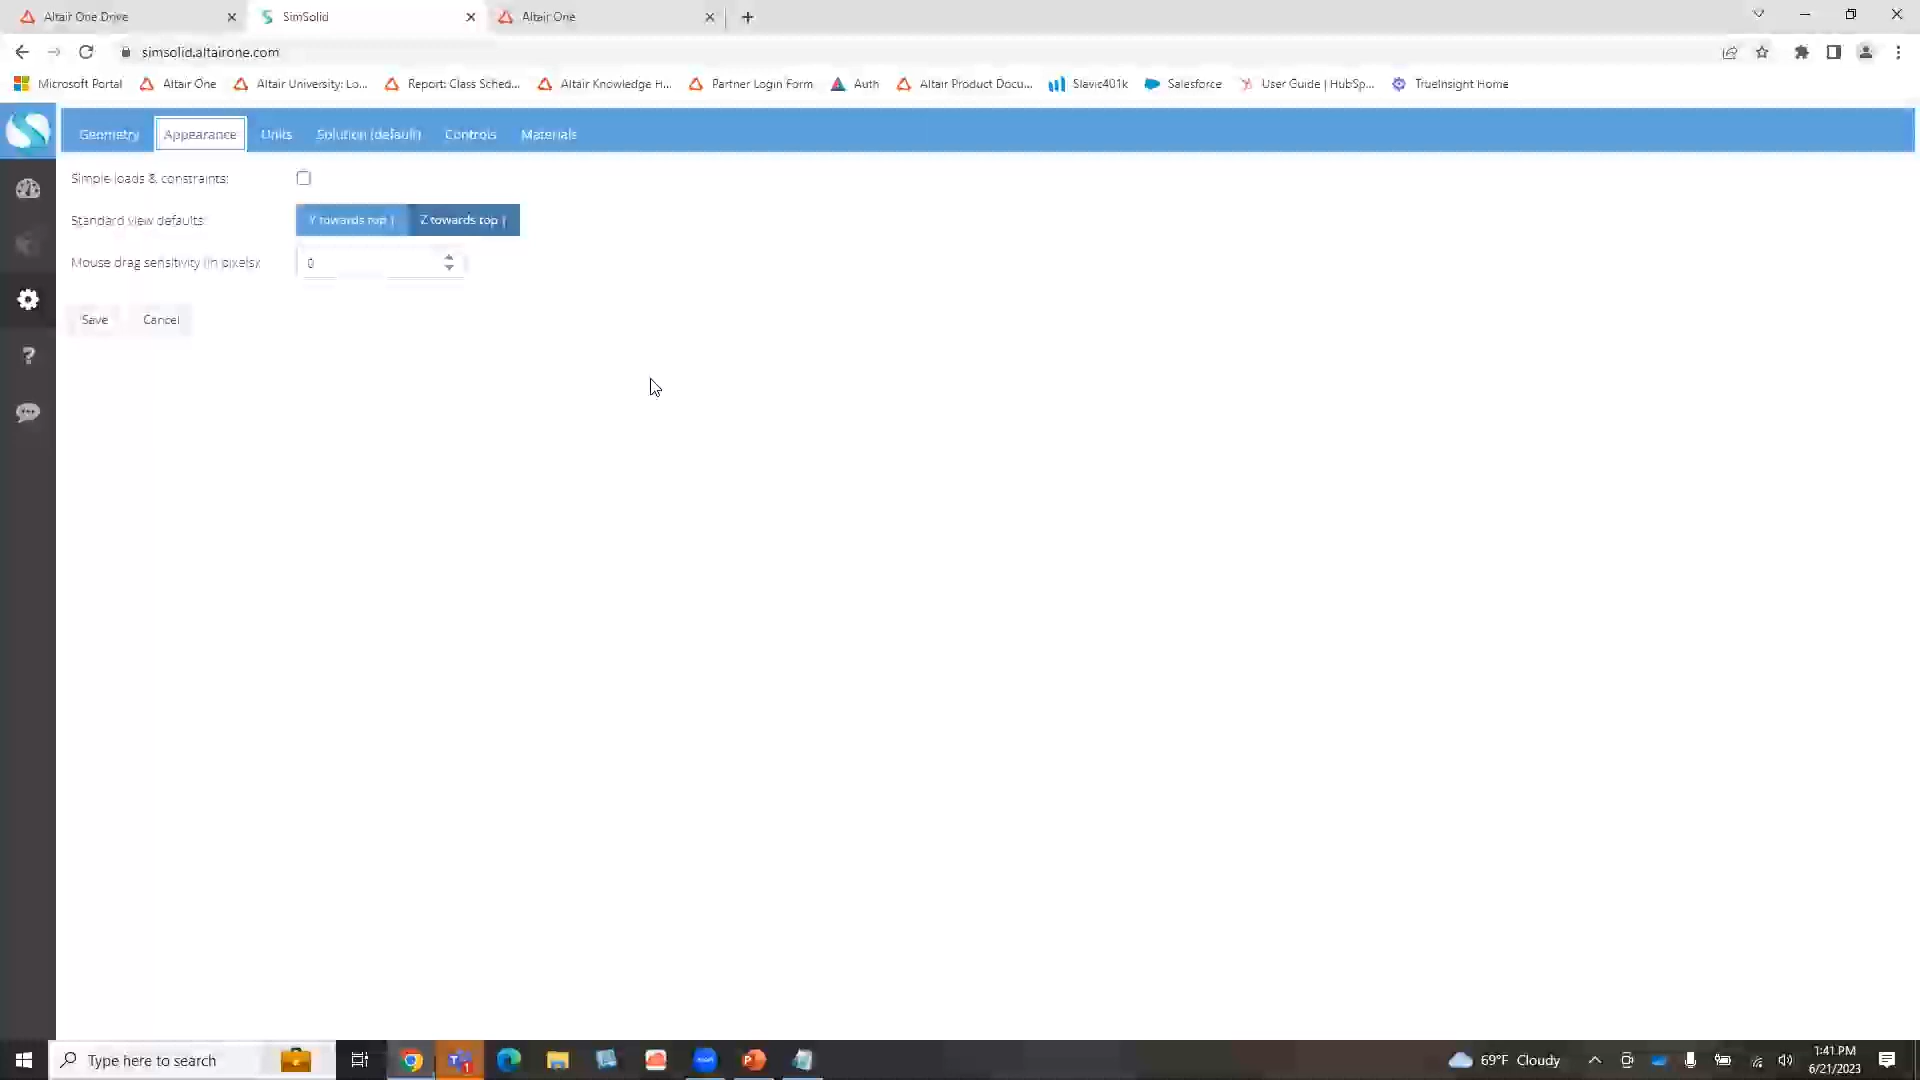 Altair One Drive
SimSolid
Altair One
simsolid.altairone.com
Microsoft Portal
Altair One
Altair University: Lo...
Report: Class Sched...
Altair Knowledge H...
Partner Login Form
Auth
Altair Product Docu...
Slavic401k
Salesforce
User Guide | HubSp...
TrueInsight Home
Geometry
Appearance
Units
Solution (default)
Controls
Materials
Simple loads & constraints:
Standard view defaults:
Y towards top |
Z towards top |
Mouse drag sensitivity (in pixels):
0
Save
Cancel
?
Type here to search
1
69°F Cloudy
1:41 PM
6/21/2023